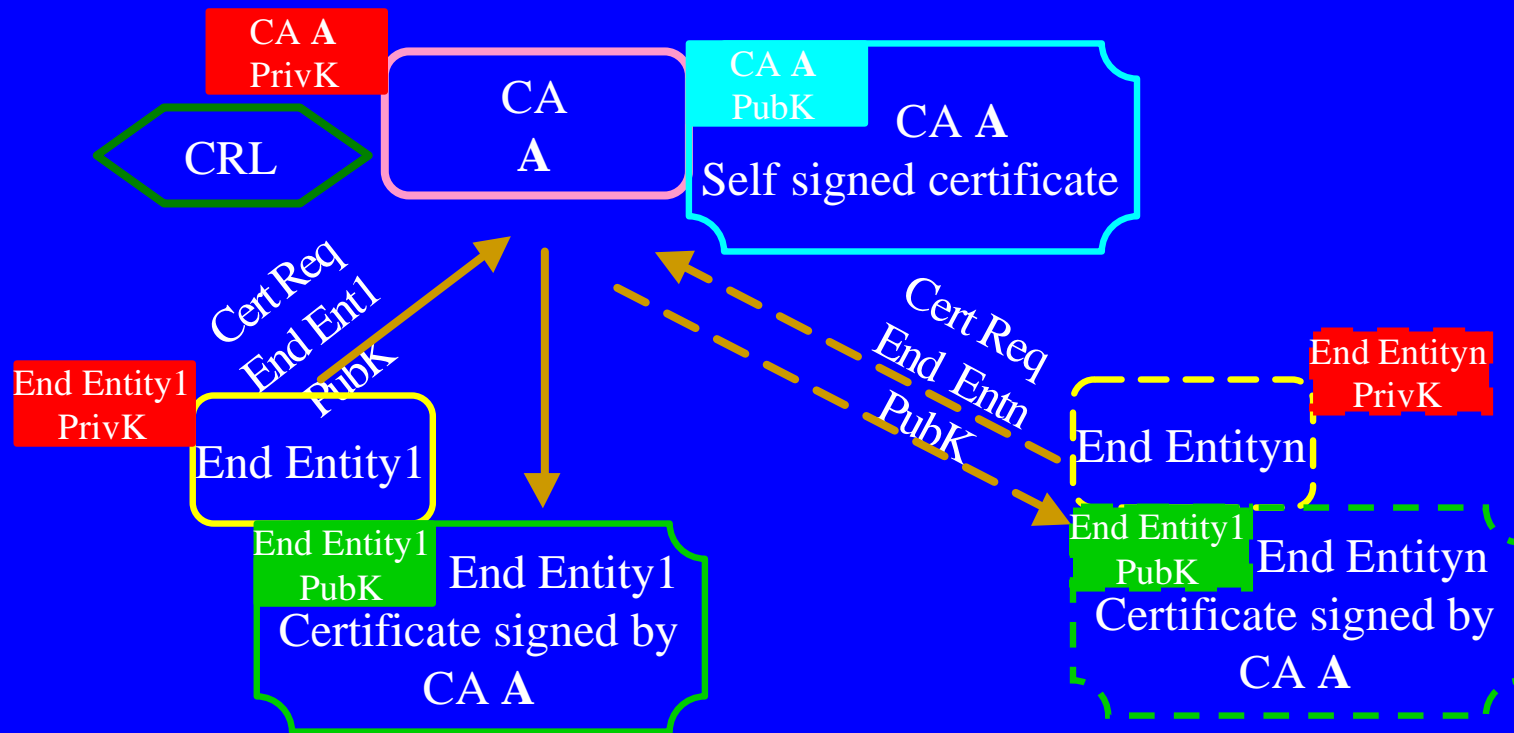 CA A
PrivK
CA
A
CA A
PubK
CA A
Self signed certificate
CRL
Cert Req
End Ent1
PubK
Cert Req
End Entn
PubK
End Entity1
PrivK
End Entity1
End Entityn
PrivK
End Entityn
End Entity1
PubK
End Entity1
Certificate signed by
CA A
End Entity1
PubK
End Entityn
Certificate signed by
CA A